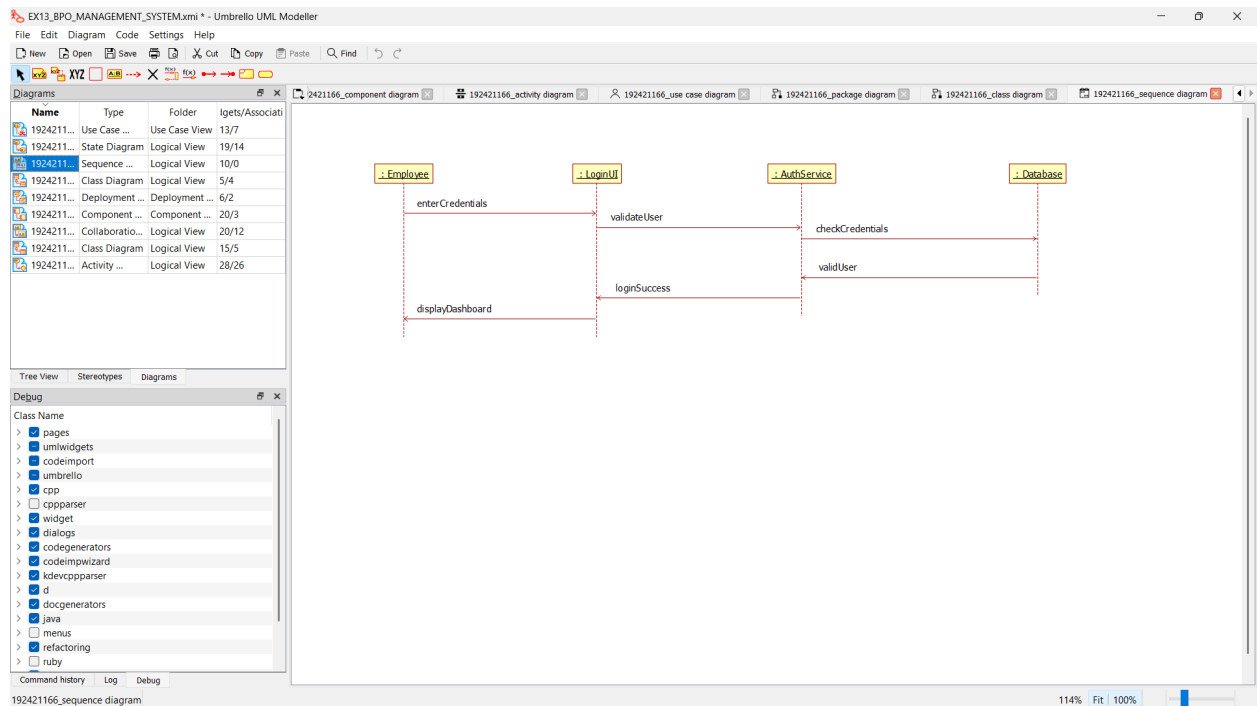 EX13_BPO_MANAGEMENT_SYSTEM.xmi * - Umbrello UML Modeller
File Edit Diagram Code Settings Help
New Open Save Cut Copy Paste Find
XYZ XYZ A:B f(x) f(x)
Diagrams
2421166_component diagram 192421166_activity diagram 192421166_use case diagram 192421166_package diagram 192421166_class diagram 192421166_sequence diagram
Name Type Folder Igets/Associati
192421... Use Case ... Use Case View 13/7
192421... State Diagram Logical View 19/14
192421... Sequence ... Logical View 10/0
192421... Class Diagram Logical View 5/4
192421... Deployment ... Deployment ... 6/2
192421... Component ... Component ... 20/3
192421... Collaboratio... Logical View 20/12
192421... Class Diagram Logical View 15/5
192421... Activity ... Logical View 28/26
Tree View Stereotypes Diagrams
: Employee : LoginUI : AuthService : Database
enterCredentials
validateUser
checkCredentials
validUser
loginSuccess
displayDashboard
Debug
Class Name
pages
umlwidgets
codeimport
umbrello
cpp
cppparser
widget
dialogs
codegenerators
codeimpwizard
kdevcppparser
d
docgenerators
java
menus
refactoring
ruby
Command history Log Debug
192421166_sequence diagram 114% Fit 100%